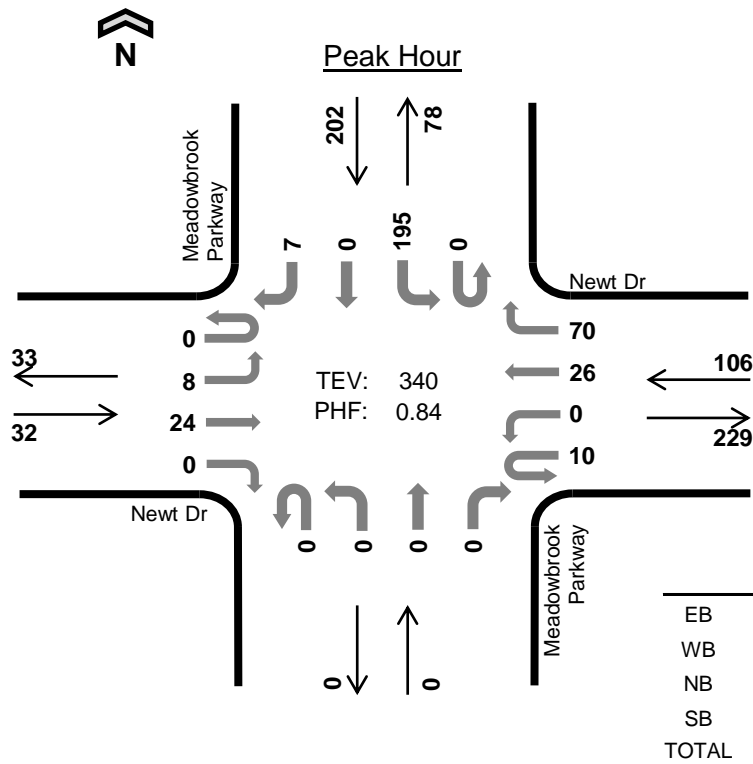 N
Peak Hour
202
78
Meadowbrook
Parkway
7 0 195 0
Newt Dr
0
70
33
8
TEV: 340
26
106
32
24
PHF: 0.84
0
229
0
10
Newt Dr
0 0 0 0
Meadowbrook
Parkway
0 0
EB
WB
NB
SB
TOTAL